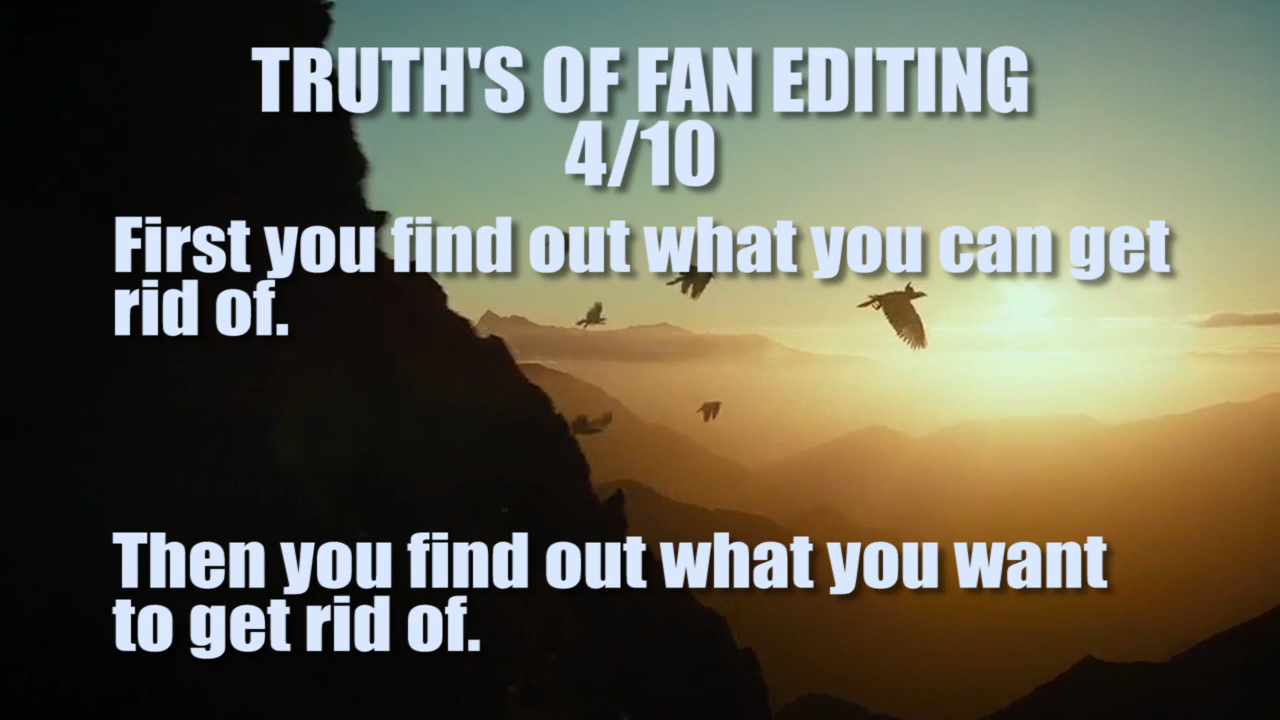 TRUTH'S OF FAN EDITING
4/10
First you find out what you can get
rid of.
Then you find out what you want
to get rid of.